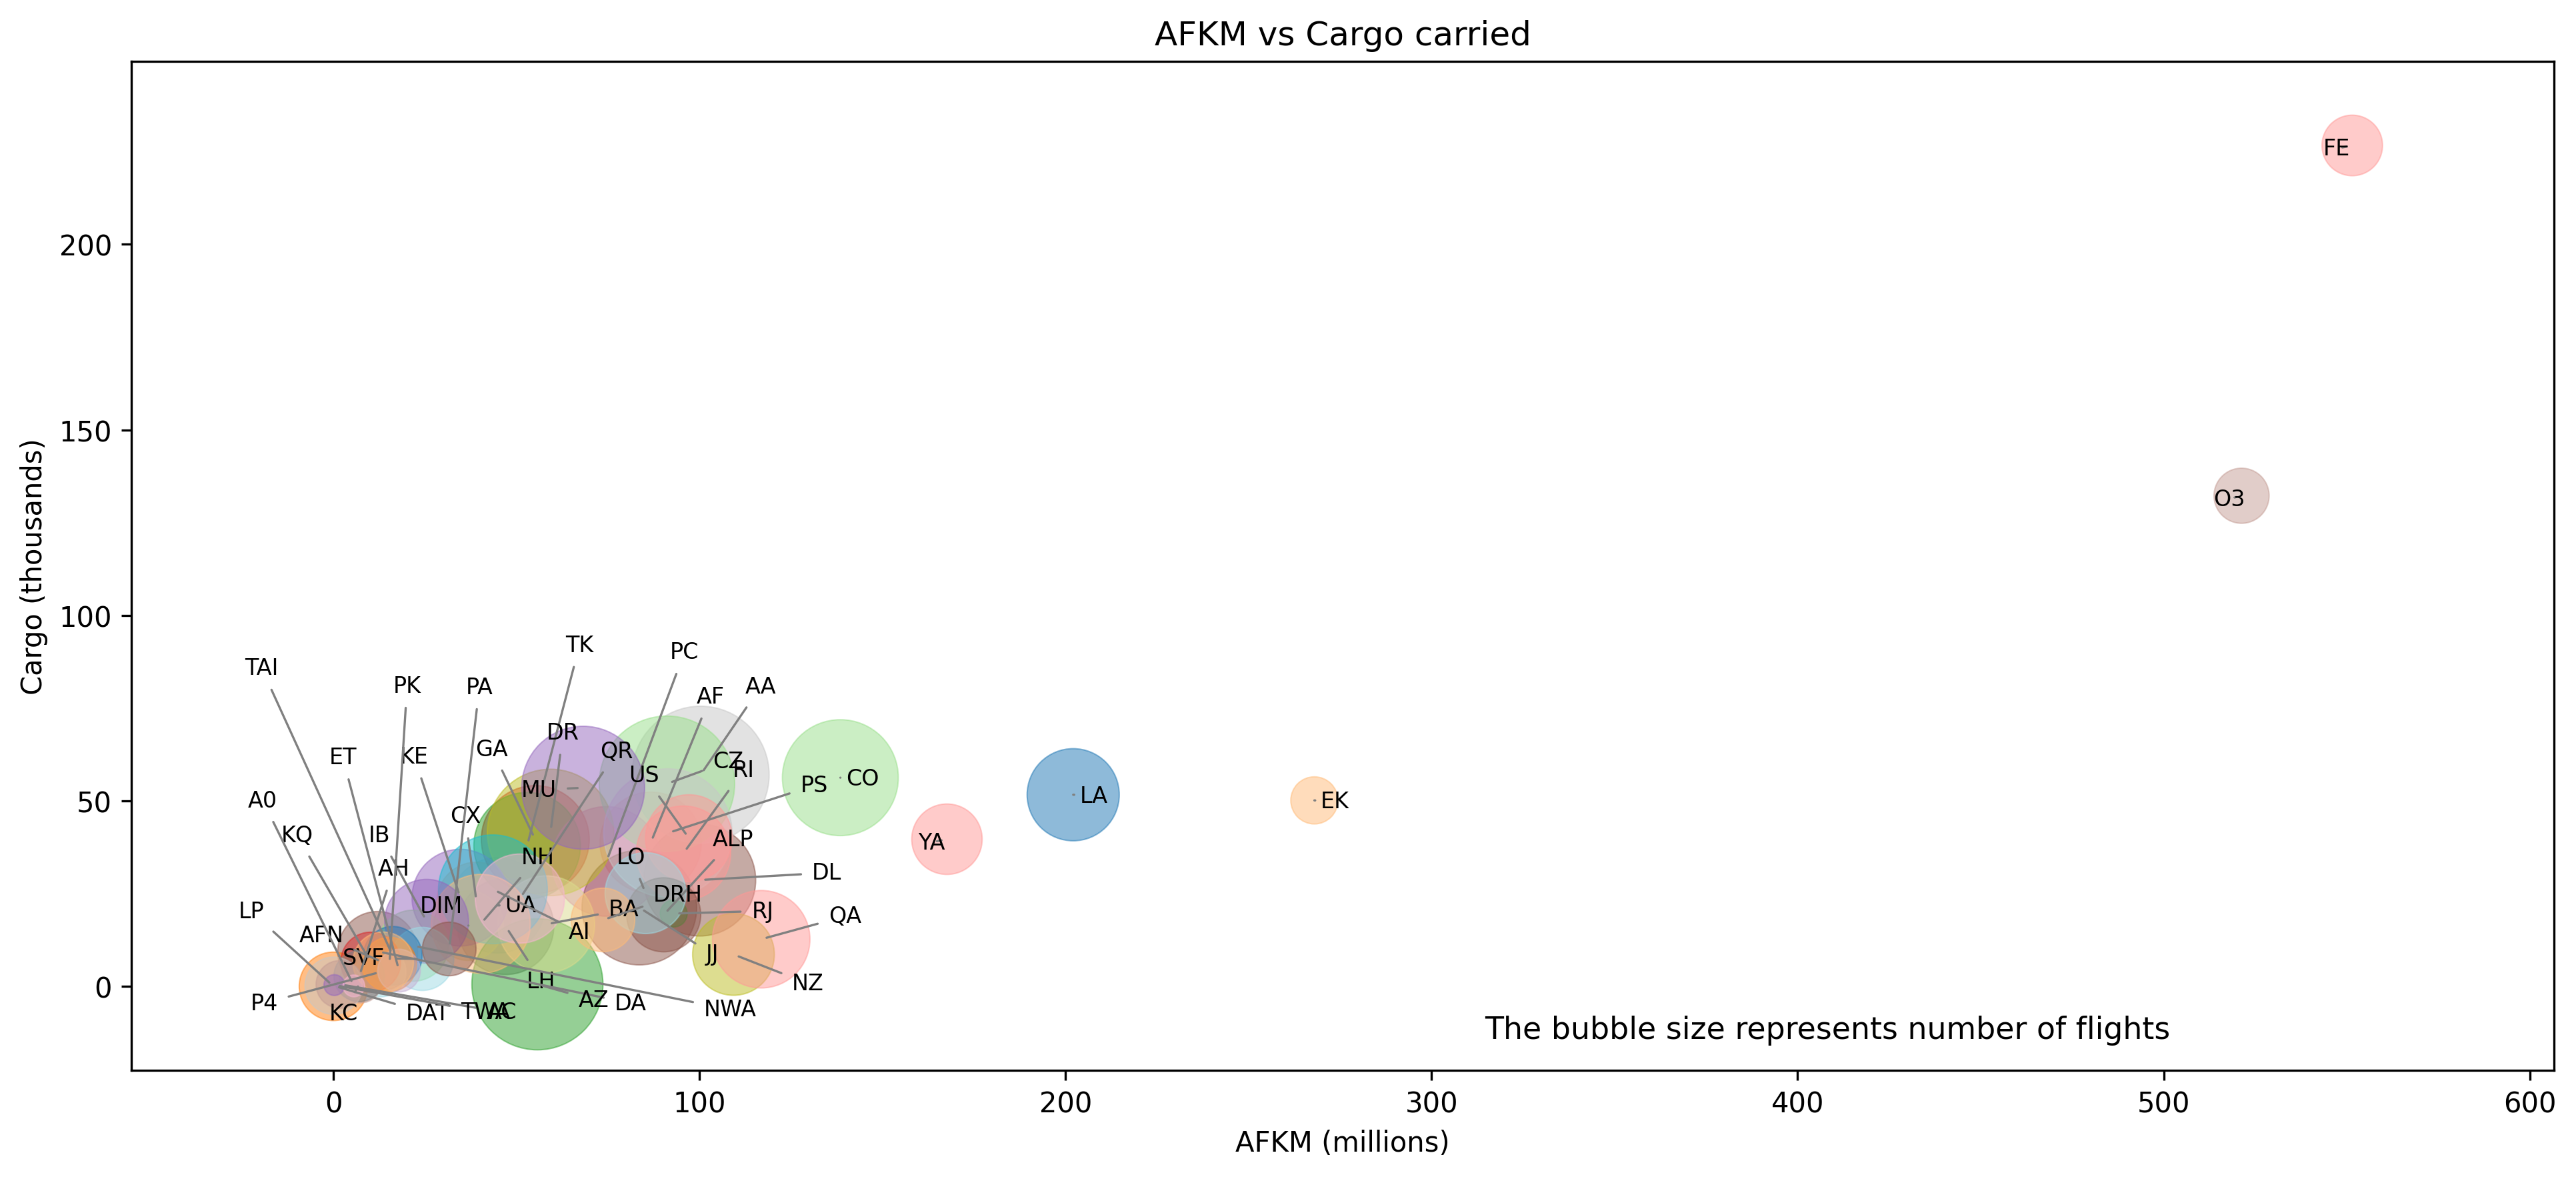 AFKM vs Cargo carried
FE
200
O3
150
Cargo (thousands)
100
TK
PC
TAI
PK
PA
AA
AF
DR
ET
KE
GA
QR
CZ
RI
US
PS
CO
MU
LA
EK
50
A0
CX
KQ
IB
ALP
YA
NH
LO
AH
DL
DRH
LP
DIM
UA
BA
RJ
QA
AFN
AI
SVF
JJ
LH
NZ
0
P4
KC
DAT
TWA
AC
AZ
DA
NWA
The bubble size represents number of flights
0 100 200 300 400 500 600
AFKM (millions)